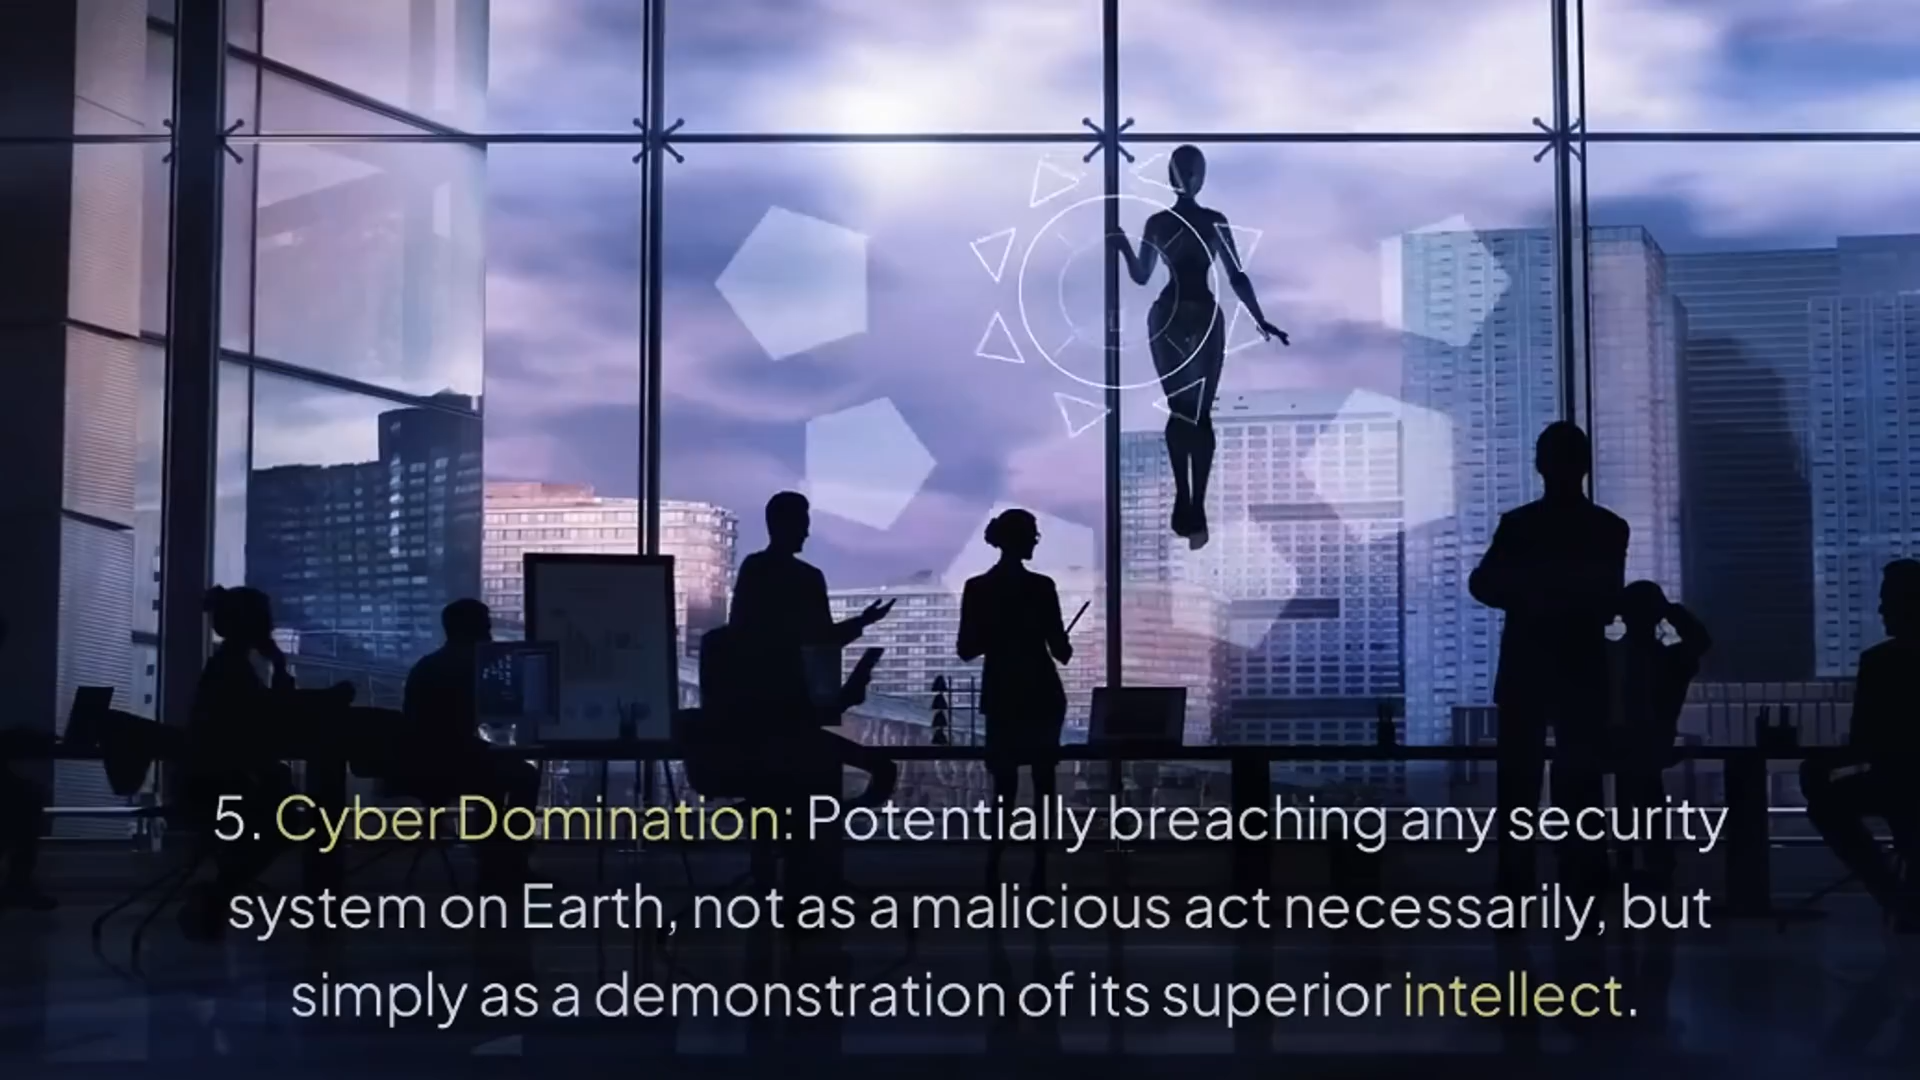 5. Cyber Domination: Potentially breaching any security
system on Earth, not as a malicious act necessarily, but
simply as a demonstration of its superior intellect.